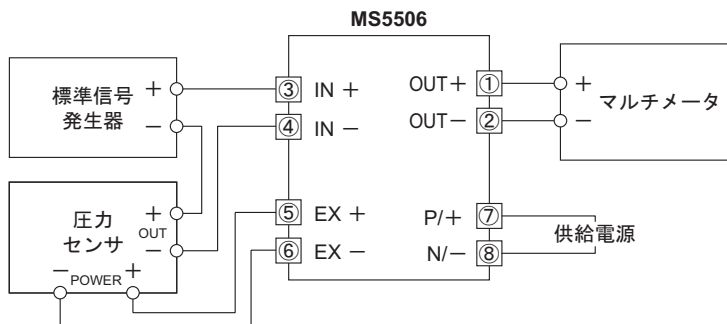 MS5506
標準信号
発生器
+
−
③ IN +
④ IN −
OUT+ ①
OUT− ②
+
−
マルチメータ
圧力
センサ
+
OUT
−
− POWER +
⑤ EX +
⑥ EX −
P/+ ⑦
N/− ⑧
供給電源